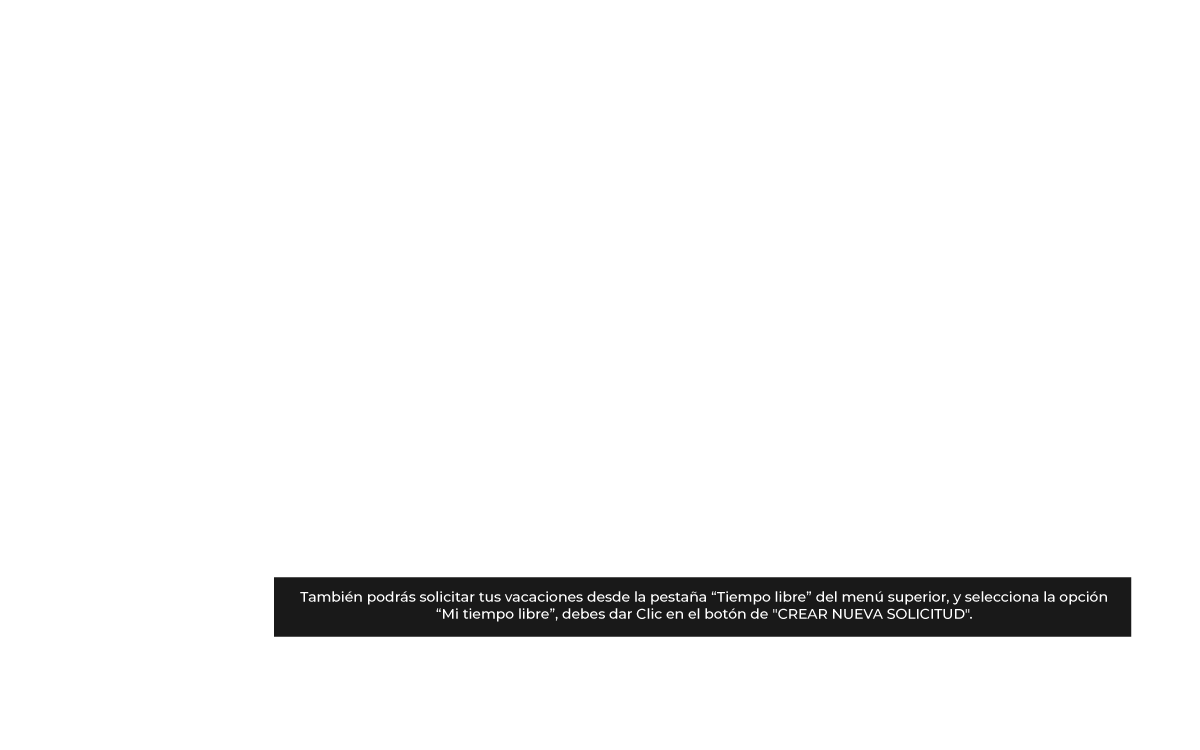 También podrás solicitar tus vacaciones desde la pestaña “Tiempo libre” del menú superior, y selecciona la opción
“Mi tiempo libre”, debes dar Clic en el botón de "CREAR NUEVA SOLICITUD".